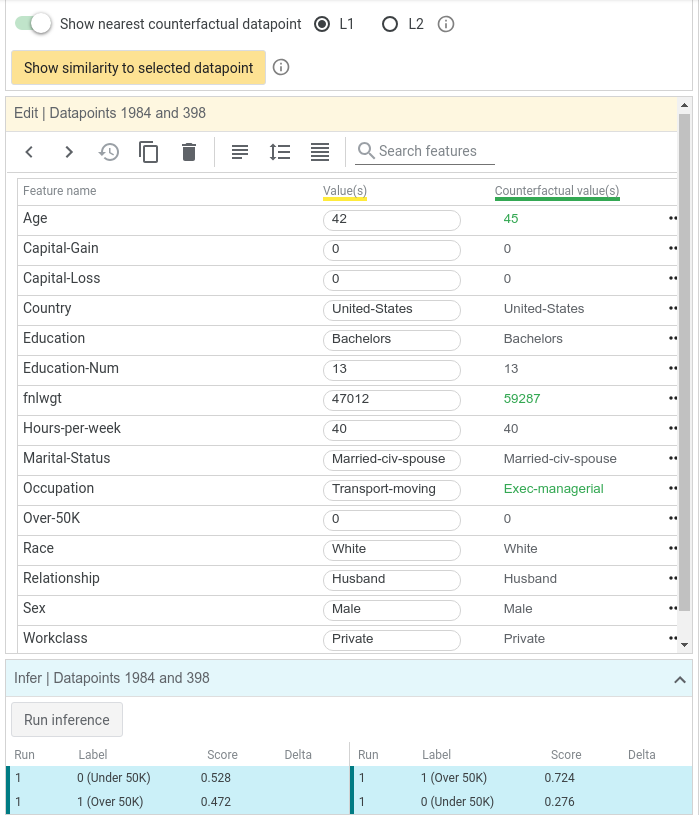 Show nearest counterfactual datapoint L1 L2
Show similarity to selected datapoint
Edit | Datapoints 1984 and 398
Search features
Feature name Value(s) Counterfactual value(s)
Age 42 45
Capital-Gain 0 0
Capital-Loss 0 0
Country United-States United-States
Education Bachelors Bachelors
Education-Num 13 13
fnlwgt 47012 59287
Hours-per-week 40 40
Marital-Status Married-civ-spouse Married-civ-spouse
Occupation Transport-moving Exec-managerial
Over-50K 0 0
Race White White
Relationship Husband Husband
Sex Male Male
Workclass Private Private
Infer | Datapoints 1984 and 398
Run inference
Run Label Score Delta Run Label Score Delta
1 0 (Under 50K) 0.528 1 1 (Over 50K) 0.724
1 1 (Over 50K) 0.472 1 0 (Under 50K) 0.276